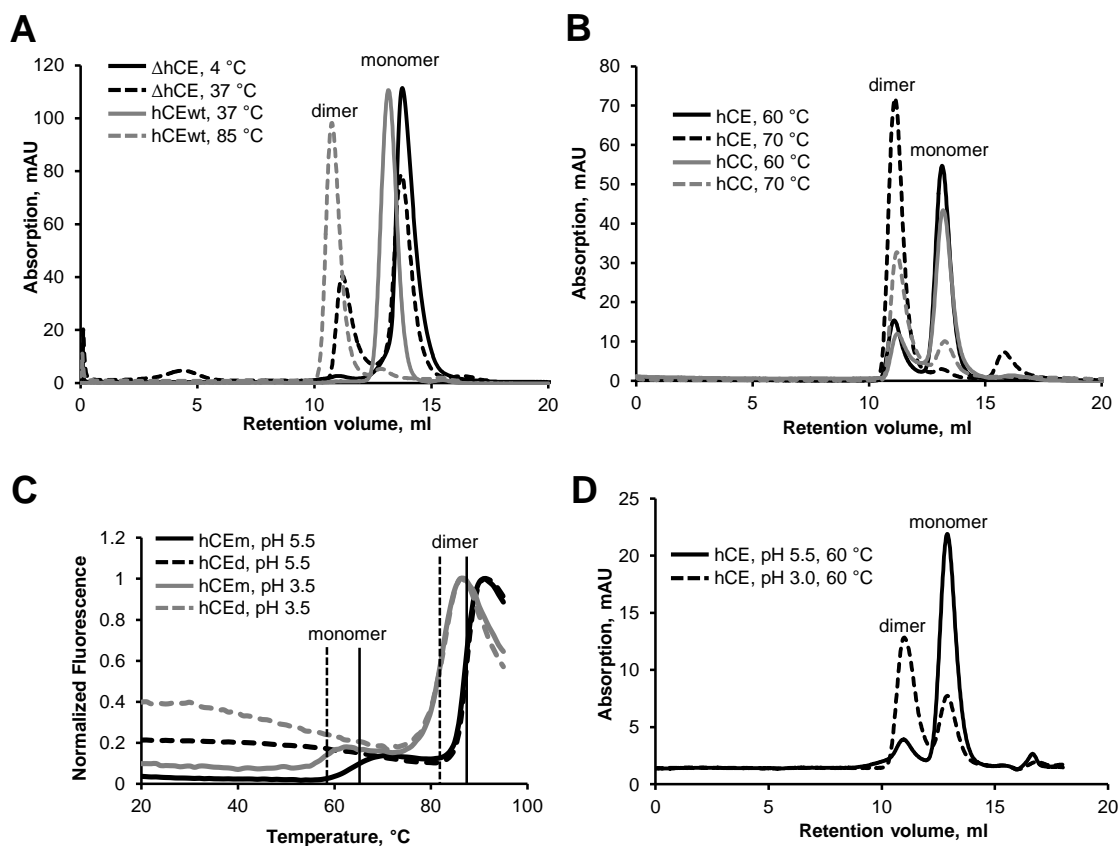 A
ΔhCE, 4 °C
ΔhCE, 37 °C
hCEwt, 37 °C
hCEwt, 85 °C
dimer
monomer
120
100
80
60
40
20
0
Absorption, mAU
0 5 10 15 20
Retention volume, ml
B
hCE, 60 °C
hCE, 70 °C
hCC, 60 °C
hCC, 70 °C
dimer
monomer
80
70
60
50
40
30
20
10
0
Absorption, mAU
0 5 10 15 20
Retention volume, ml
C
hCEm, pH 5.5
hCEd, pH 5.5
hCEm, pH 3.5
hCEd, pH 3.5
monomer
dimer
1.2
1
0.8
0.6
0.4
0.2
0
Normalized Fluorescence
20 40 60 80 100
Temperature, °C
D
hCE, pH 5.5, 60 °C
hCE, pH 3.0, 60 °C
dimer
monomer
25
20
15
10
5
0
Absorption, mAU
0 5 10 15 20
Retention volume, ml